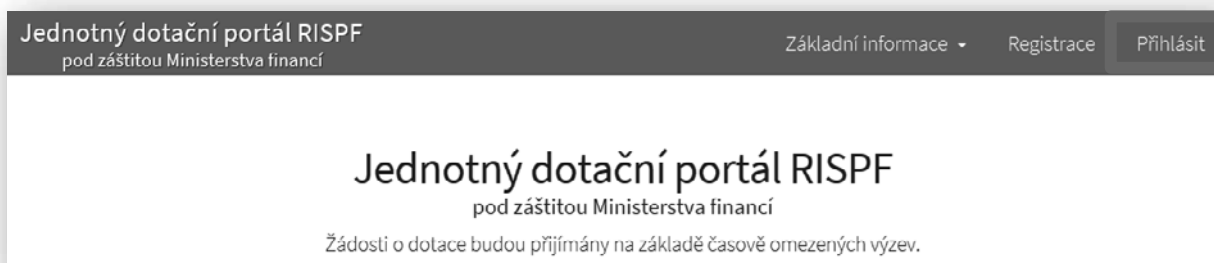 Jednotný dotační portál RISPF
pod záštitou Ministerstva financí
Základní informace
Registrace
Přihlásit
Jednotný dotační portál RISPF
pod záštitou Ministerstva financí
Žádosti o dotace budou přijímány na základě časově omezených výzev.